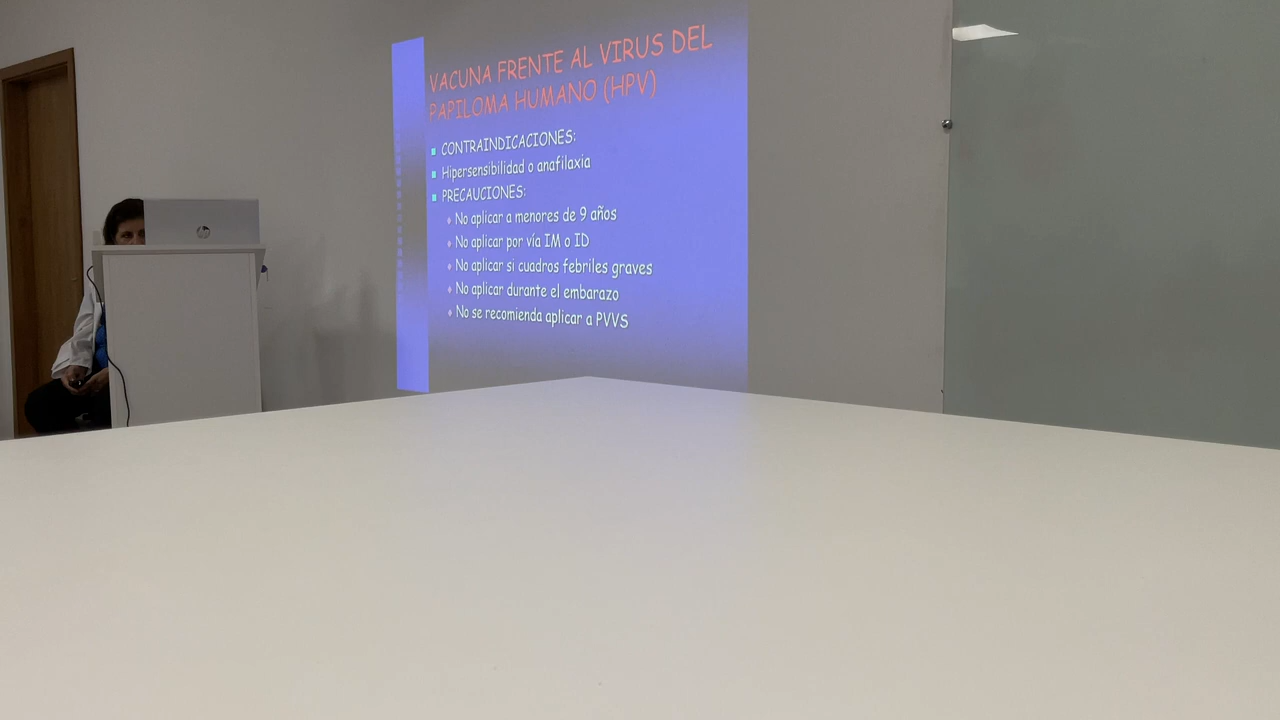 VACUNA FRENTE AL VIRUS DEL
PAPILOMA HUMANO (HPV)
CONTRAINDICACIONES:
Hipersensibilidad o anafilaxia
PRECAUCIONES:
No aplicar a menores de 9 años
No aplicar por vía IM o ID
No aplicar si cuadros febriles graves
No aplicar durante el embarazo
No se recomienda aplicar a PVVS